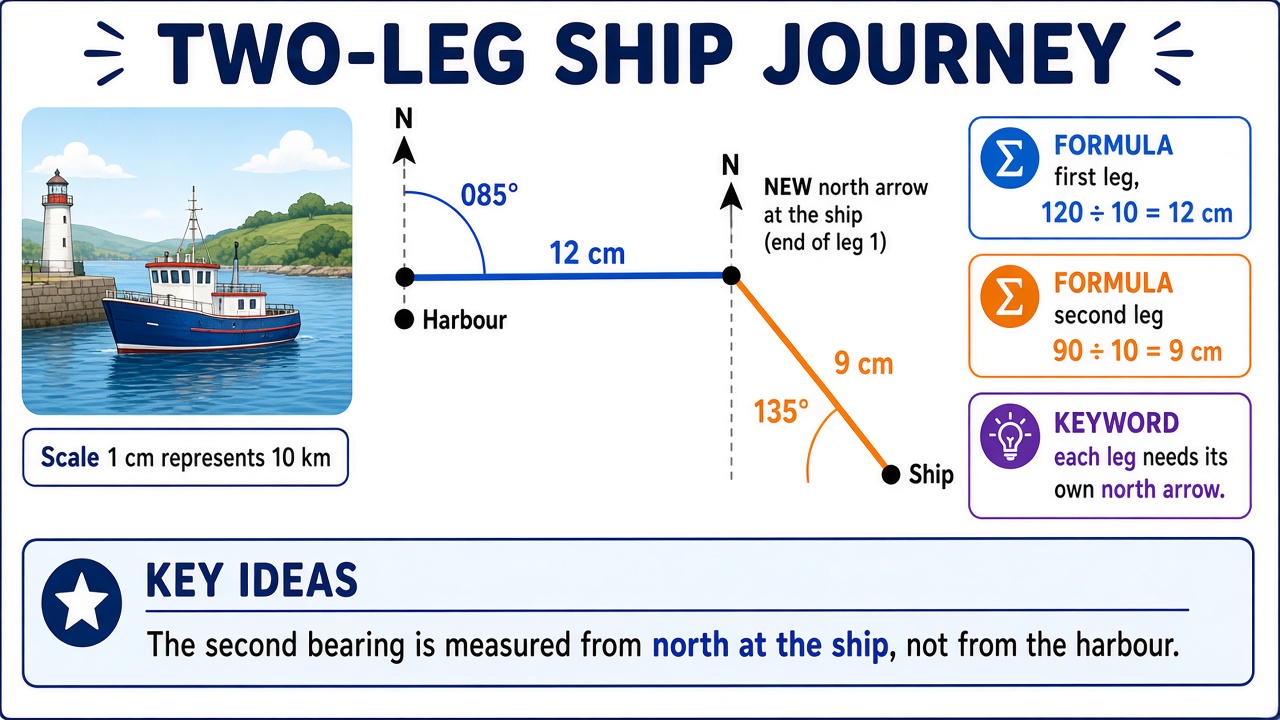 TWO-LEG SHIP JOURNEY
N
085°
12 cm
Harbour
N
NEW north arrow
at the ship
(end of leg 1)
9 cm
135°
Ship
Scale 1 cm represents 10 km
FORMULA
first leg,
120 ÷ 10 = 12 cm
FORMULA
second leg
90 ÷ 10 = 9 cm
KEYWORD
each leg needs its
own north arrow.
KEY IDEAS
The second bearing is measured from north at the ship, not from the harbour.